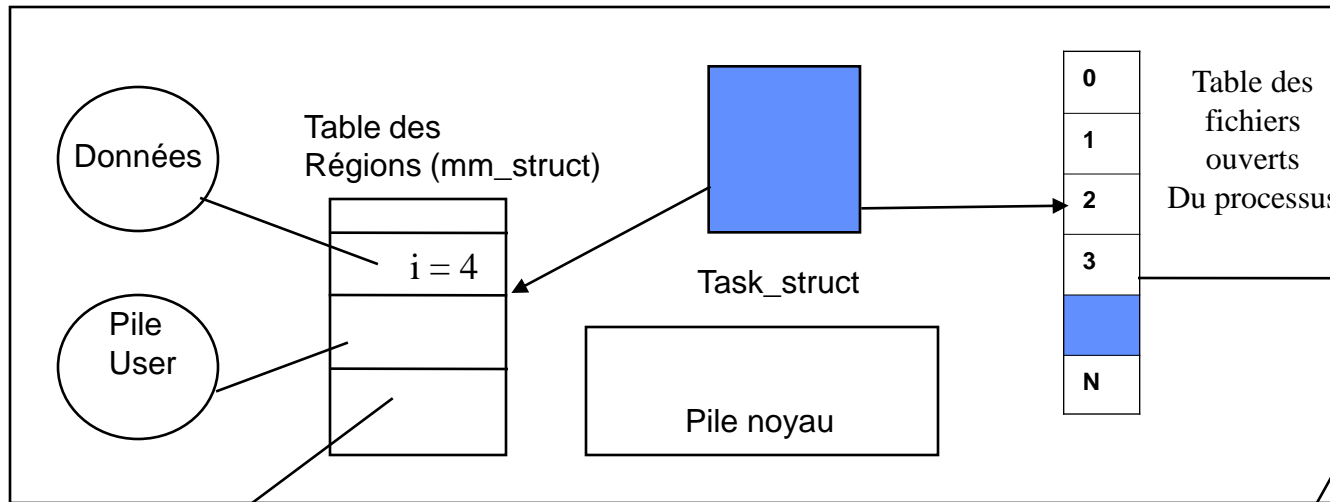 Données
Table des
Régions (mm_struct)
i = 4
Pile
User
Task_struct
Pile noyau
0
1
2
3
N
Table des
fichiers
ouverts
Du processus